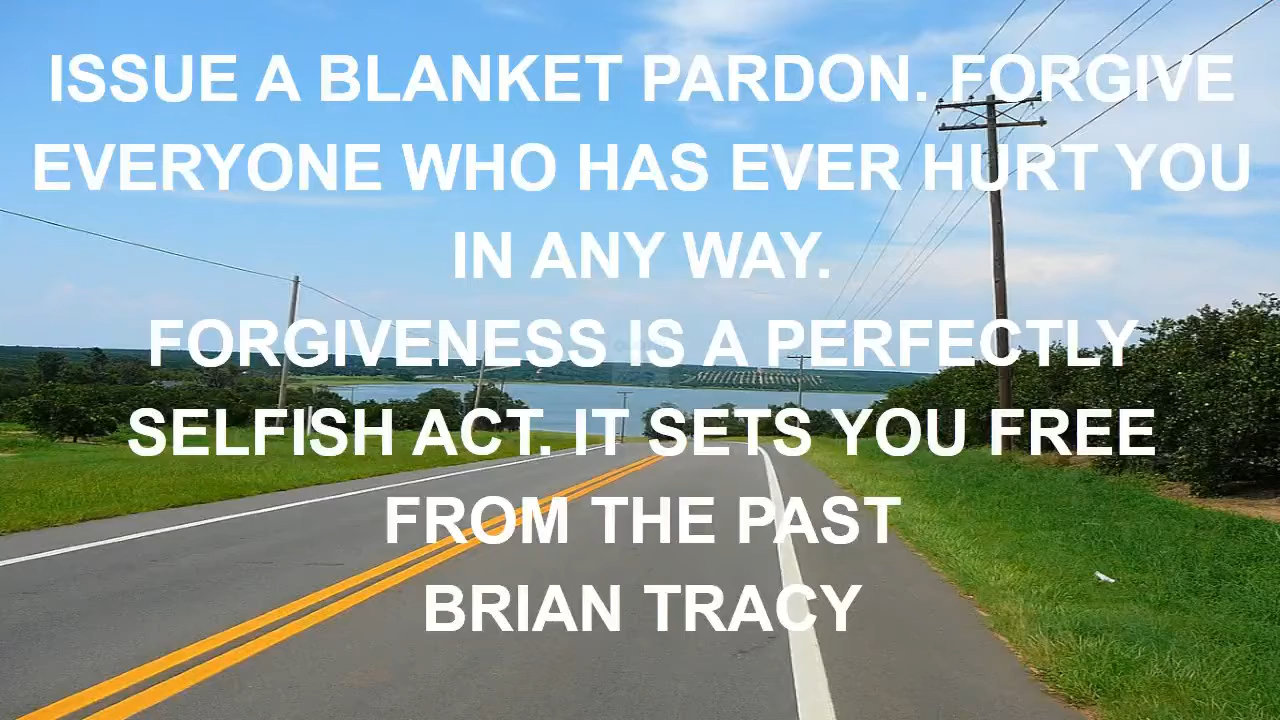 ISSUE A BLANKET PARDON. FORGIVE
EVERYONE WHO HAS EVER HURT YOU
IN ANY WAY.
FORGIVENESS IS A PERFECTLY
SELFISH ACT. IT SETS YOU FREE
FROM THE PAST
BRIAN TRACY